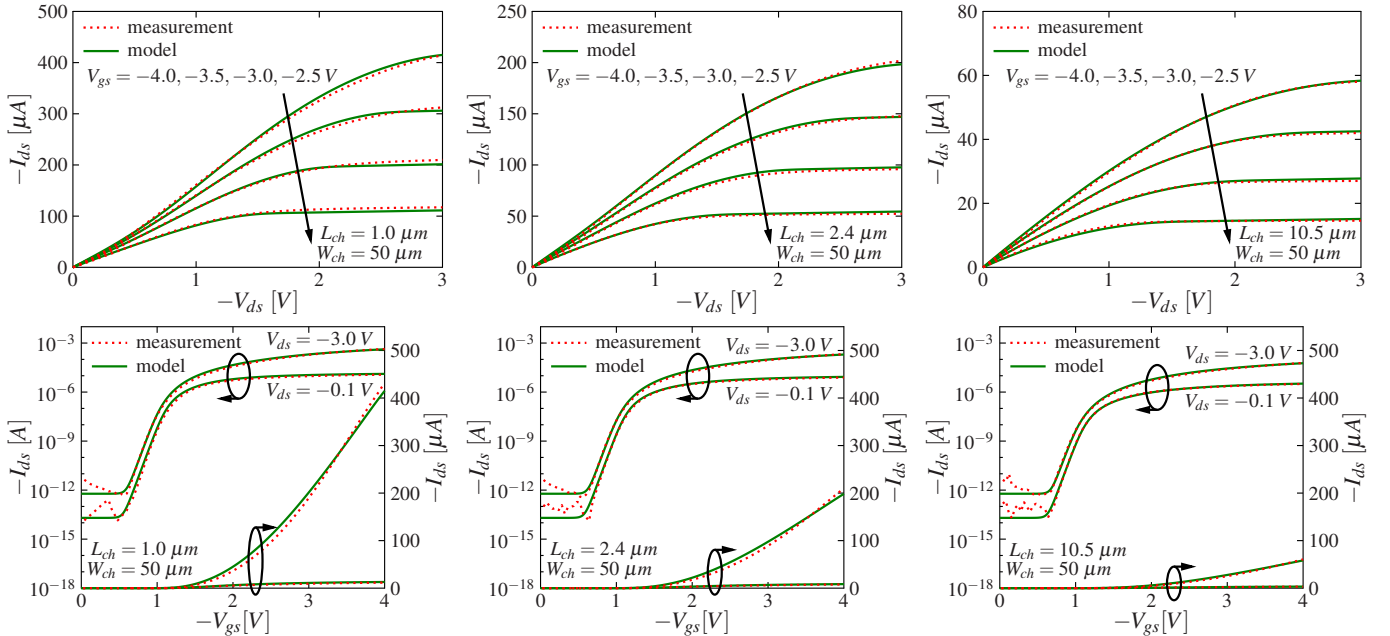 measurement
model
V_gs = −4.0, −3.5, −3.0, −2.5 V
L_ch = 1.0 μm
W_ch = 50 μm
500
400
300
200
100
0
−I_ds [μA]
0 1 2 3
−V_ds [V]
measurement
model
V_gs = −4.0, −3.5, −3.0, −2.5 V
L_ch = 2.4 μm
W_ch = 50 μm
250
200
150
100
50
0
−I_ds [μA]
0 1 2 3
−V_ds [V]
measurement
model
V_gs = −4.0, −3.5, −3.0, −2.5 V
L_ch = 10.5 μm
W_ch = 50 μm
80
60
40
20
0
−I_ds [μA]
0 1 2 3
−V_ds [V]
measurement
model
V_ds = −3.0 V
V_ds = −0.1 V
L_ch = 1.0 μm
W_ch = 50 μm
10^−3
10^−6
10^−9
10^−12
10^−15
10^−18
−I_ds [A]
500
400
300
200
100
0
−I_ds [μA]
0 1 2 3 4
−V_gs[V]
measurement
model
V_ds = −3.0 V
V_ds = −0.1 V
L_ch = 2.4 μm
W_ch = 50 μm
10^−3
10^−6
10^−9
10^−12
10^−15
10^−18
−I_ds [A]
500
400
300
200
100
0
−I_ds [μA]
0 1 2 3 4
−V_gs[V]
measurement
model
V_ds = −3.0 V
V_ds = −0.1 V
L_ch = 10.5 μm
W_ch = 50 μm
10^−3
10^−6
10^−9
10^−12
10^−15
10^−18
−I_ds [A]
500
400
300
200
100
0
−I_ds [μA]
0 1 2 3 4
−V_gs[V]